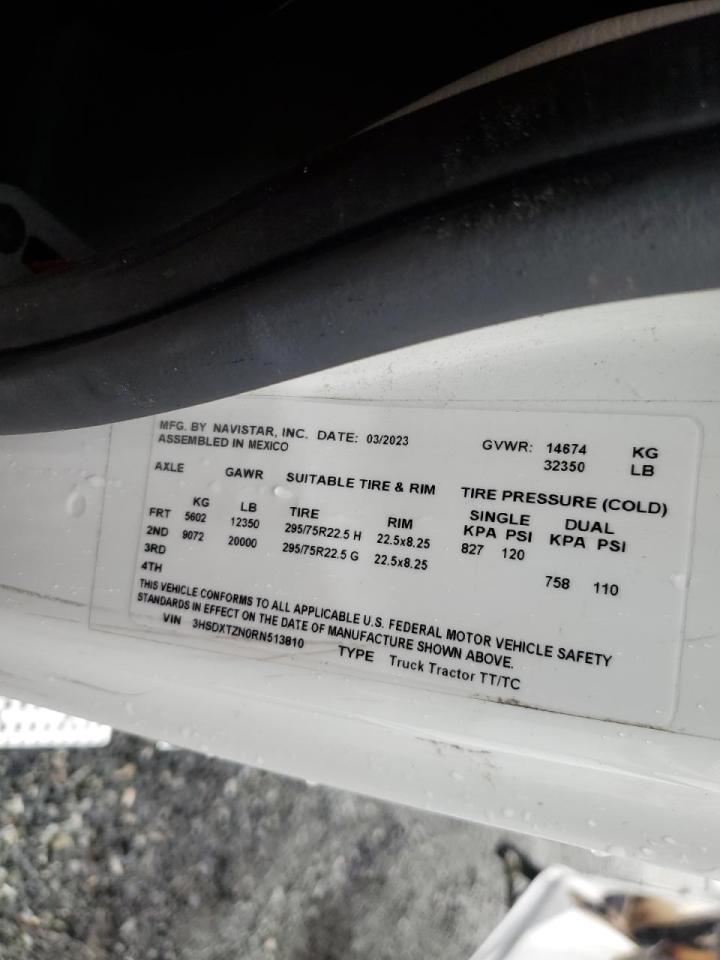 MFG. BY NAVISTAR, INC. DATE: 03/2023 GVWR: 14674 KG
ASSEMBLED IN MEXICO 32350 LB
AXLE GAWR SUITABLE TIRE & RIM TIRE PRESSURE (COLD)
SINGLE DUAL
KG LB TIRE RIM KPA PSI KPA PSI
FRT 5602 12350 295/75R22.5 H 22.5x8.25 827 120
2ND 9072 20000 295/75R22.5 G 22.5x8.25 758 110
3RD
4TH
THIS VEHICLE CONFORMS TO ALL APPLICABLE U.S. FEDERAL MOTOR VEHICLE SAFETY
STANDARDS IN EFFECT ON THE DATE OF MANUFACTURE SHOWN ABOVE.
VIN 3HSDXTZN0RN513810 TYPE Truck Tractor TT/TC